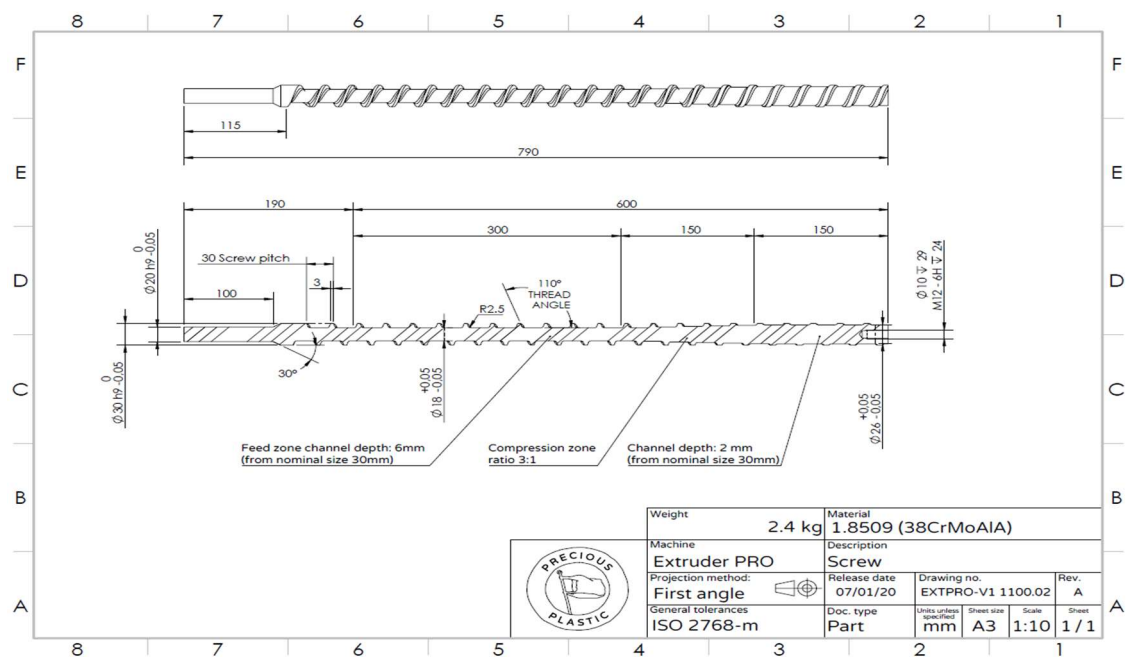 8 7 6 5 4 3 2 1
F F
E E
D D
C C
B B
A A
8 7 6 5 4 3 2 1
115
790
190 600
300 150 150
0
Ø20 h9 -0,05
30 Screw pitch
3
100
110°
THREAD
ANGLE
R2.5
Ø10 ↧ 29
M12 - 6H ↧ 24
30°
0
Ø30 h9 -0,05
+0,05
Ø18 -0,05
+0,05
Ø26 -0,05
Feed zone channel depth: 6mm
(from nominal size 30mm)
Compression zone
ratio 3:1
Channel depth: 2 mm
(from nominal size 30mm)
Weight
2.4 kg
Material
1.8509 (38CrMoAlA)
Machine
Extruder PRO
Description
Screw
Projection method:
First angle
Release date
07/01/20
Drawing no.
EXTPRO-V1 1100.02
Rev.
A
General tolerances
ISO 2768-m
Doc. type
Part
Units unless
specified
mm
Sheet size
A3
Scale
1:10
Sheet
1 / 1
PRECIOUS
PLASTIC